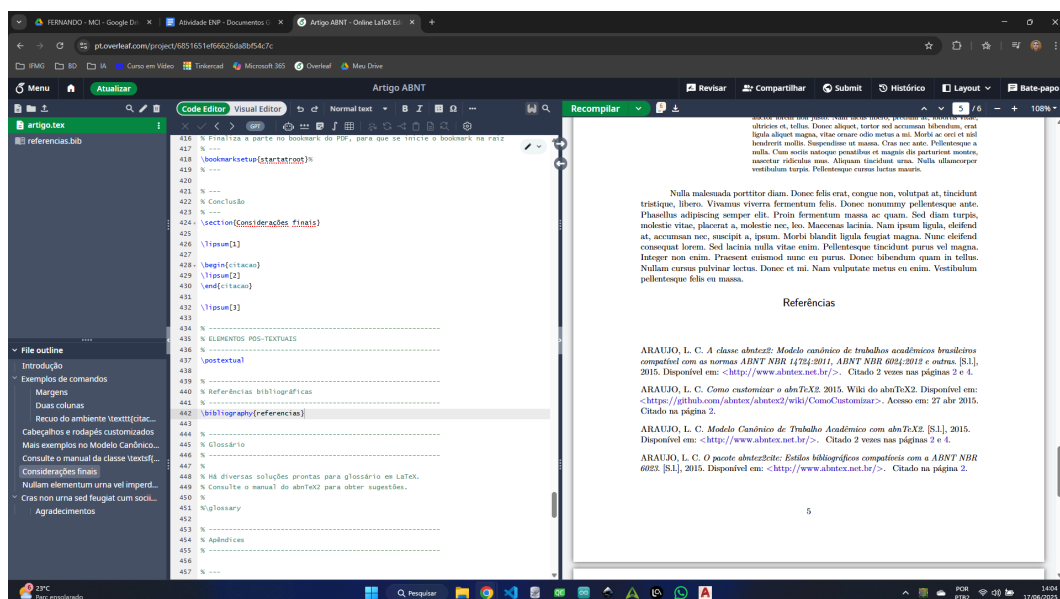 FERNANDO - MCI - Google Dri
Atividade ENP - Documentos G
Artigo ABNT - Online LaTeX Edi
pt.overleaf.com/project/6851651ef66626da8bf54c7c
IFMG
BD
IA
Curso em Vídeo
Tinkercad
Microsoft 365
Overleaf
Meu Drive
Menu
Atualizar
Artigo ABNT
Revisar
Compartilhar
Submit
Histórico
Layout
Bate-papo
artigo.tex
referencias.bib
Code Editor
Visual Editor
Normal text
B I Ω
Recompilar
5 / 6
108%
GPT
416 % Finaliza a parte no bookmark do PDF, para que se inicie o bookmark na raiz
417 % ---
418 \bookmarksetup{startatroot}%
419 % ---
420
421 % ---
422 % Conclusão
423 % ---
424 \section{Considerações finais}
425
426 \lipsum[1]
427
428 \begin{citacao}
429 \lipsum[2]
430 \end{citacao}
431
432 \lipsum[3]
433
434 % ----------------------------------------------------------
435 % ELEMENTOS PÓS-TEXTUAIS
436 % ----------------------------------------------------------
437 \postextual
438
439 % ----------------------------------------------------------
440 % Referências bibliográficas
441 % ----------------------------------------------------------
442 \bibliography{referencias}
443
444 % ----------------------------------------------------------
445 % Glossário
446 % ----------------------------------------------------------
447 %
448 % Há diversas soluções prontas para glossário em LaTeX.
449 % Consulte o manual do abnTeX2 para obter sugestões.
450 %
451 %\glossary
452
453 % ----------------------------------------------------------
454 % Apêndices
455 % ----------------------------------------------------------
456
457 % ---
File outline
Introdução
Exemplos de comandos
Margens
Duas colunas
Recuo do ambiente \texttt{citac...
Cabeçalhos e rodapés customizados
Mais exemplos no Modelo Canônico...
Consulte o manual da classe \textsf{...
Considerações finais
Nullam elementum urna vel imperd...
Cras non urna sed feugiat cum socii...
Agradecimentos
auctor lorem non justo. Nam lacus libero, pretium at, lobortis vitae,
ultricies et, tellus. Donec aliquet, tortor sed accumsan bibendum, erat
ligula aliquet magna, vitae ornare odio metus a mi. Morbi ac orci et nisl
hendrerit mollis. Suspendisse ut massa. Cras nec ante. Pellentesque a
nulla. Cum sociis natoque penatibus et magnis dis parturient montes,
nascetur ridiculus mus. Aliquam tincidunt urna. Nulla ullamcorper
vestibulum turpis. Pellentesque cursus luctus mauris.
Nulla malesuada porttitor diam. Donec felis erat, congue non, volutpat at, tincidunt
tristique, libero. Vivamus viverra fermentum felis. Donec nonummy pellentesque ante.
Phasellus adipiscing semper elit. Proin fermentum massa ac quam. Sed diam turpis,
molestie vitae, placerat a, molestie nec, leo. Maecenas lacinia. Nam ipsum ligula, eleifend
at, accumsan nec, suscipit a, ipsum. Morbi blandit ligula feugiat magna. Nunc eleifend
consequat lorem. Sed lacinia nulla vitae enim. Pellentesque tincidunt purus vel magna.
Integer non enim. Praesent euismod nunc eu purus. Donec bibendum quam in tellus.
Nullam cursus pulvinar lectus. Donec et mi. Nam vulputate metus eu enim. Vestibulum
pellentesque felis eu massa.
Referências
ARAUJO, L. C. A classe abntex2: Modelo canônico de trabalhos acadêmicos brasileiros
compatível com as normas ABNT NBR 14724:2011, ABNT NBR 6024:2012 e outras. [S.l.],
2015. Disponível em: <http://www.abntex.net.br/>. Citado 2 vezes nas páginas 2 e 4.
ARAUJO, L. C. Como customizar o abnTeX2. 2015. Wiki do abnTeX2. Disponível em:
<https://github.com/abntex/abntex2/wiki/ComoCustomizar>. Acesso em: 27 abr 2015.
Citado na página 2.
ARAUJO, L. C. Modelo Canônico de Trabalho Acadêmico com abnTeX2. [S.l.], 2015.
Disponível em: <http://www.abntex.net.br/>. Citado 2 vezes nas páginas 2 e 4.
ARAUJO, L. C. O pacote abntex2cite: Estilos bibliográficos compatíveis com a ABNT NBR
6023. [S.l.], 2015. Disponível em: <http://www.abntex.net.br/>. Citado na página 2.
5
23°C
Parc ensolarado
Pesquisar
POR
PTB2
14:04
17/06/2025